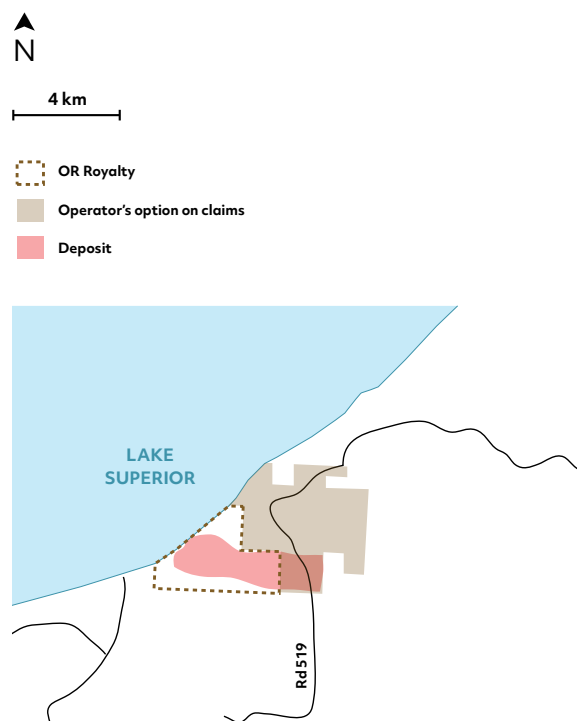 N
4 km
OR Royalty
Operator’s option on claims
Deposit
LAKE
SUPERIOR
Rd 519